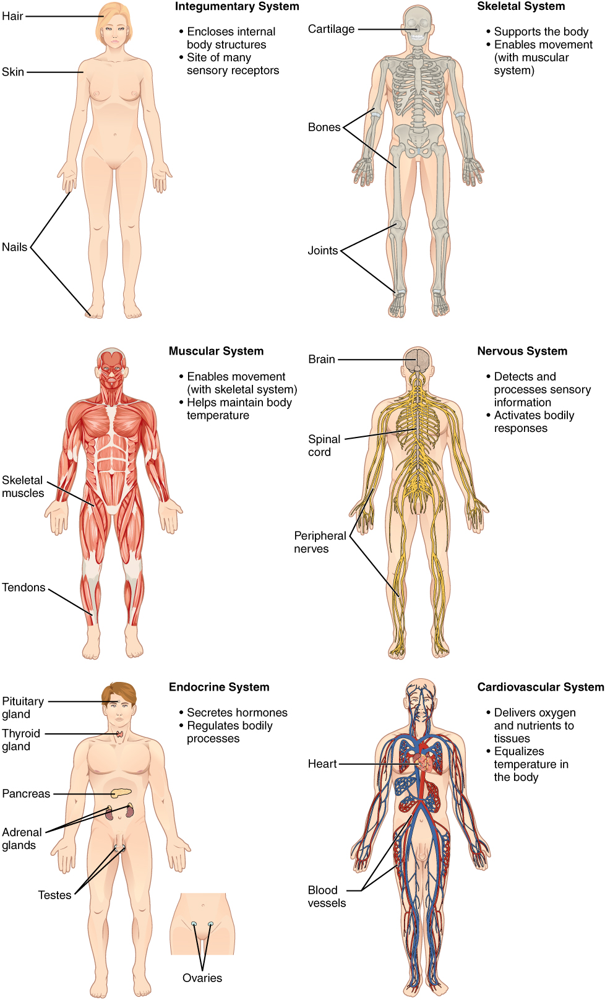 Integumentary System
• Encloses internal
body structures
• Site of many
sensory receptors
Hair
Skin
Nails
Skeletal System
• Supports the body
• Enables movement
(with muscular
system)
Cartilage
Bones
Joints
Muscular System
• Enables movement
(with skeletal system)
• Helps maintain body
temperature
Skeletal
muscles
Tendons
Nervous System
• Detects and
processes sensory
information
• Activates bodily
responses
Brain
Spinal
cord
Peripheral
nerves
Endocrine System
• Secretes hormones
• Regulates bodily
processes
Pituitary
gland
Thyroid
gland
Pancreas
Adrenal
glands
Testes
Ovaries
Cardiovascular System
• Delivers oxygen
and nutrients to
tissues
• Equalizes
temperature in
the body
Heart
Blood
vessels